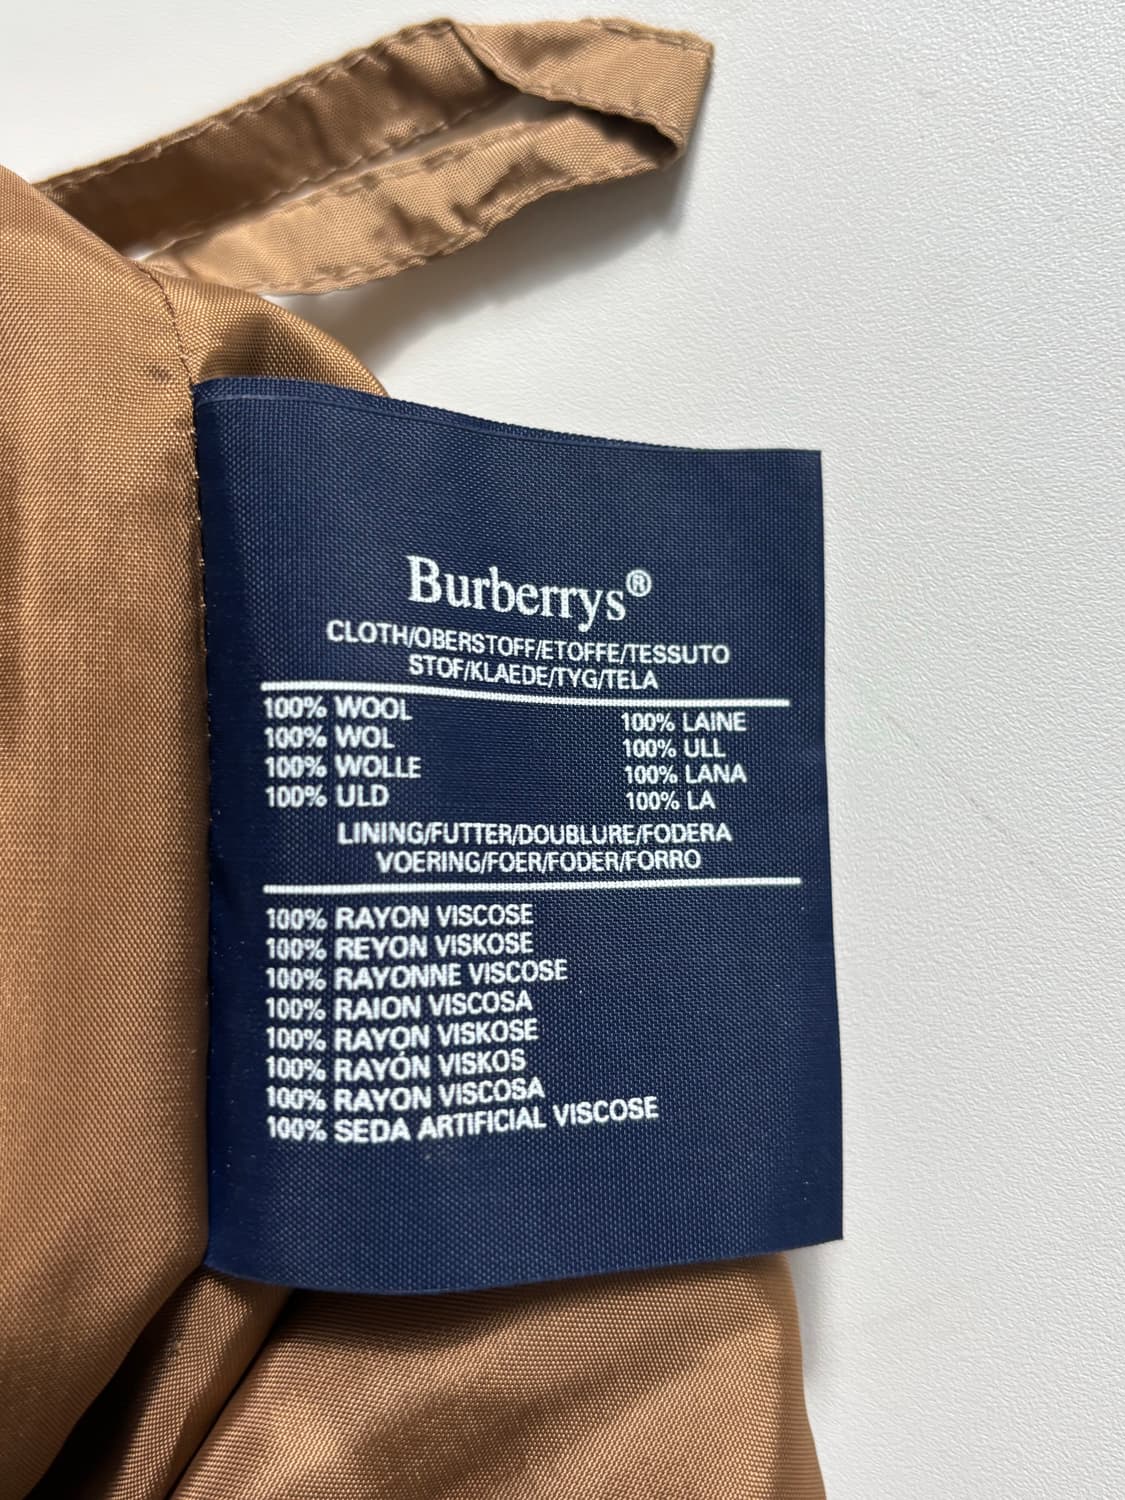 Burberrys®
CLOTH/OBERSTOFF/ETOFFE/TESSUTO
STOF/KLAEDE/TYG/TELA
100% WOOL 100% LAINE
100% WOL 100% ULL
100% WOLLE 100% LANA
100% ULD 100% LA
LINING/FUTTER/DOUBLURE/FODERA
VOERING/FOER/FODER/FORRO
100% RAYON VISCOSE
100% REYON VISKOSE
100% RAYONNE VISCOSE
100% RAION VISCOSA
100% RAYON VISKOSE
100% RAYÓN VISKOS
100% RAYON VISCOSA
100% SEDA ARTIFICIAL VISCOSE